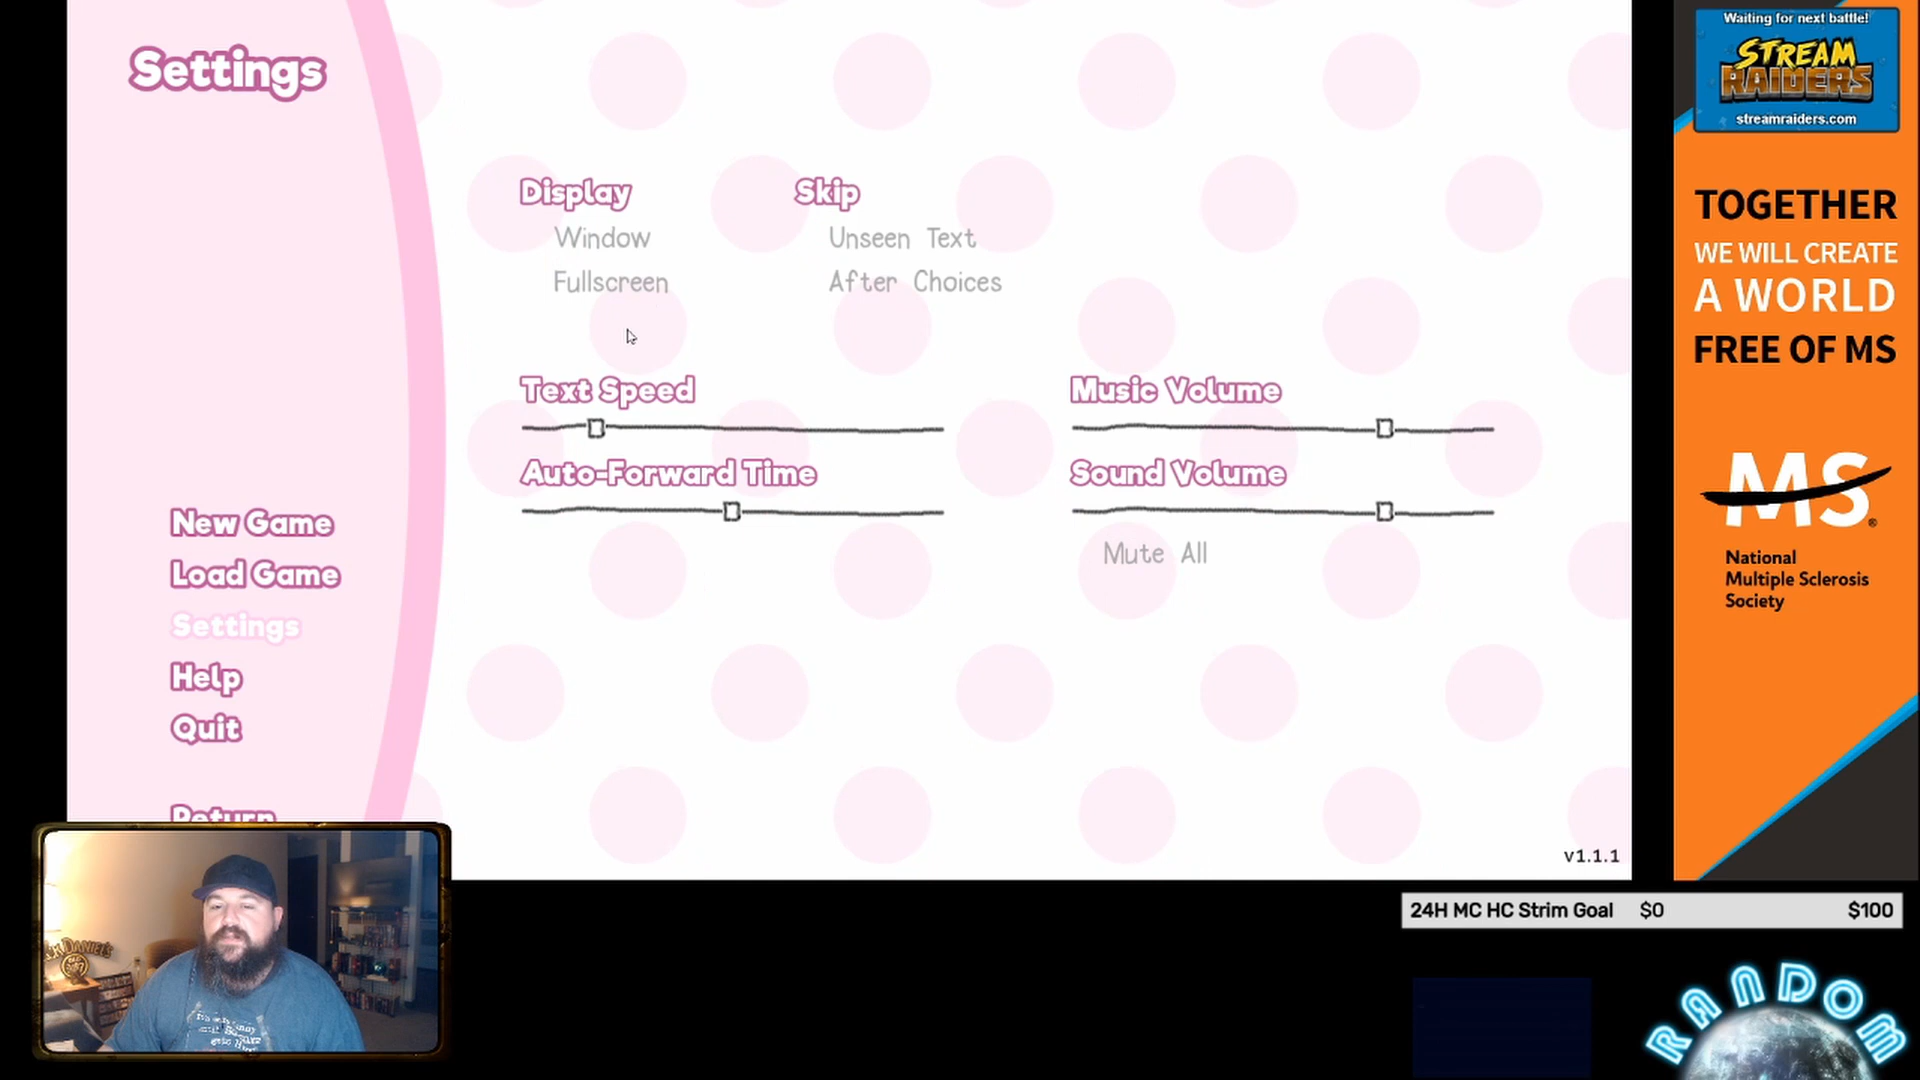 Settings
Display
Window
Fullscreen
Skip
Unseen Text
After Choices
Text Speed
Auto-Forward Time
Music Volume
Sound Volume
Mute All
New Game
Load Game
Settings
Help
Quit
Return
v1.1.1
Waiting for next battle!
STREAM
RAIDERS
streamraiders.com
TOGETHER
WE WILL CREATE
A WORLD
FREE OF MS
MS
National
Multiple Sclerosis
Society
24H MC HC Strim Goal $0 $100
RANDOM